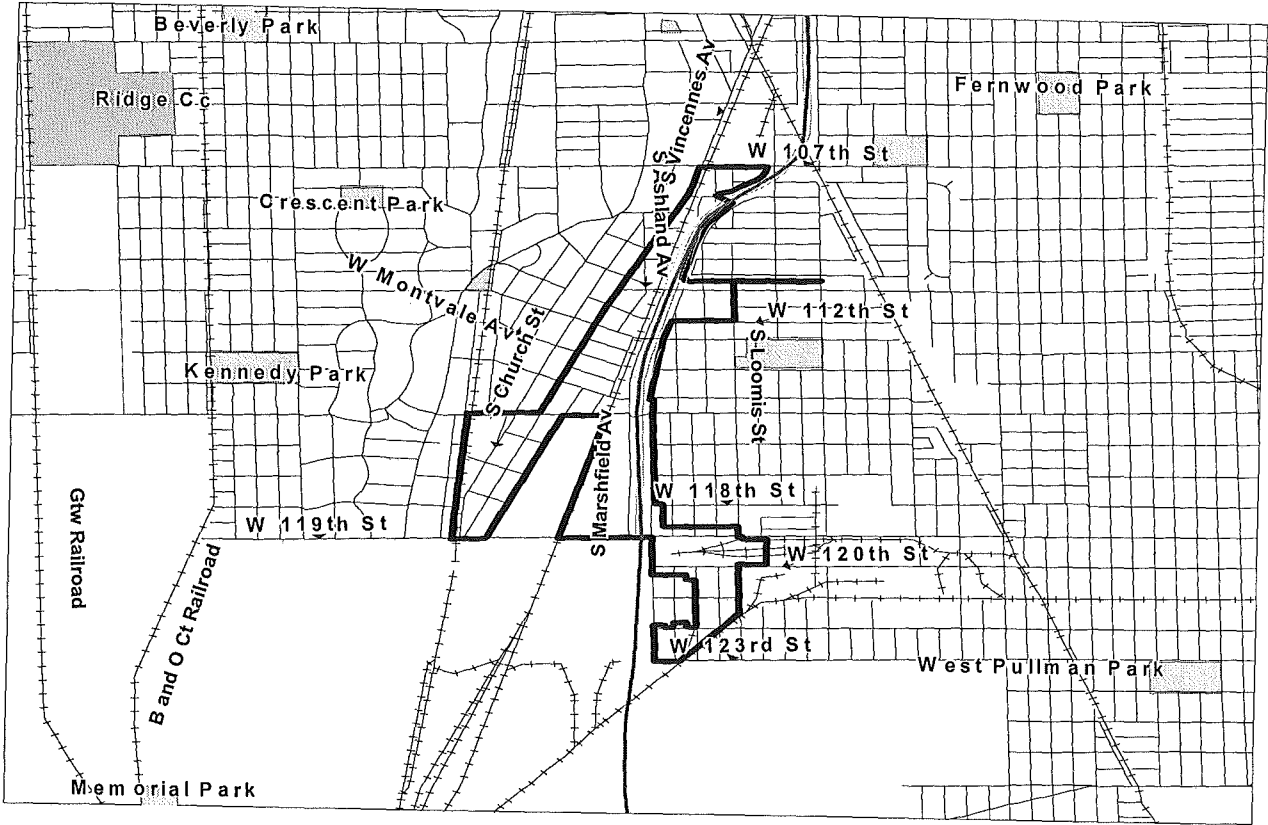 Beverly Park
Ridge Cc
S Vincennes Av
Fernwood Park
W 107th St
S Ashland Av
Crescent Park
W Montvale Av
W 112th St
S Church St
S Loomis St
Kennedy Park
S Marshfield Av
W 118th St
Gtw Railroad
W 119th St
B and O Ct Railroad
W 120th St
W 123rd St
West Pullman Park
Memorial Park